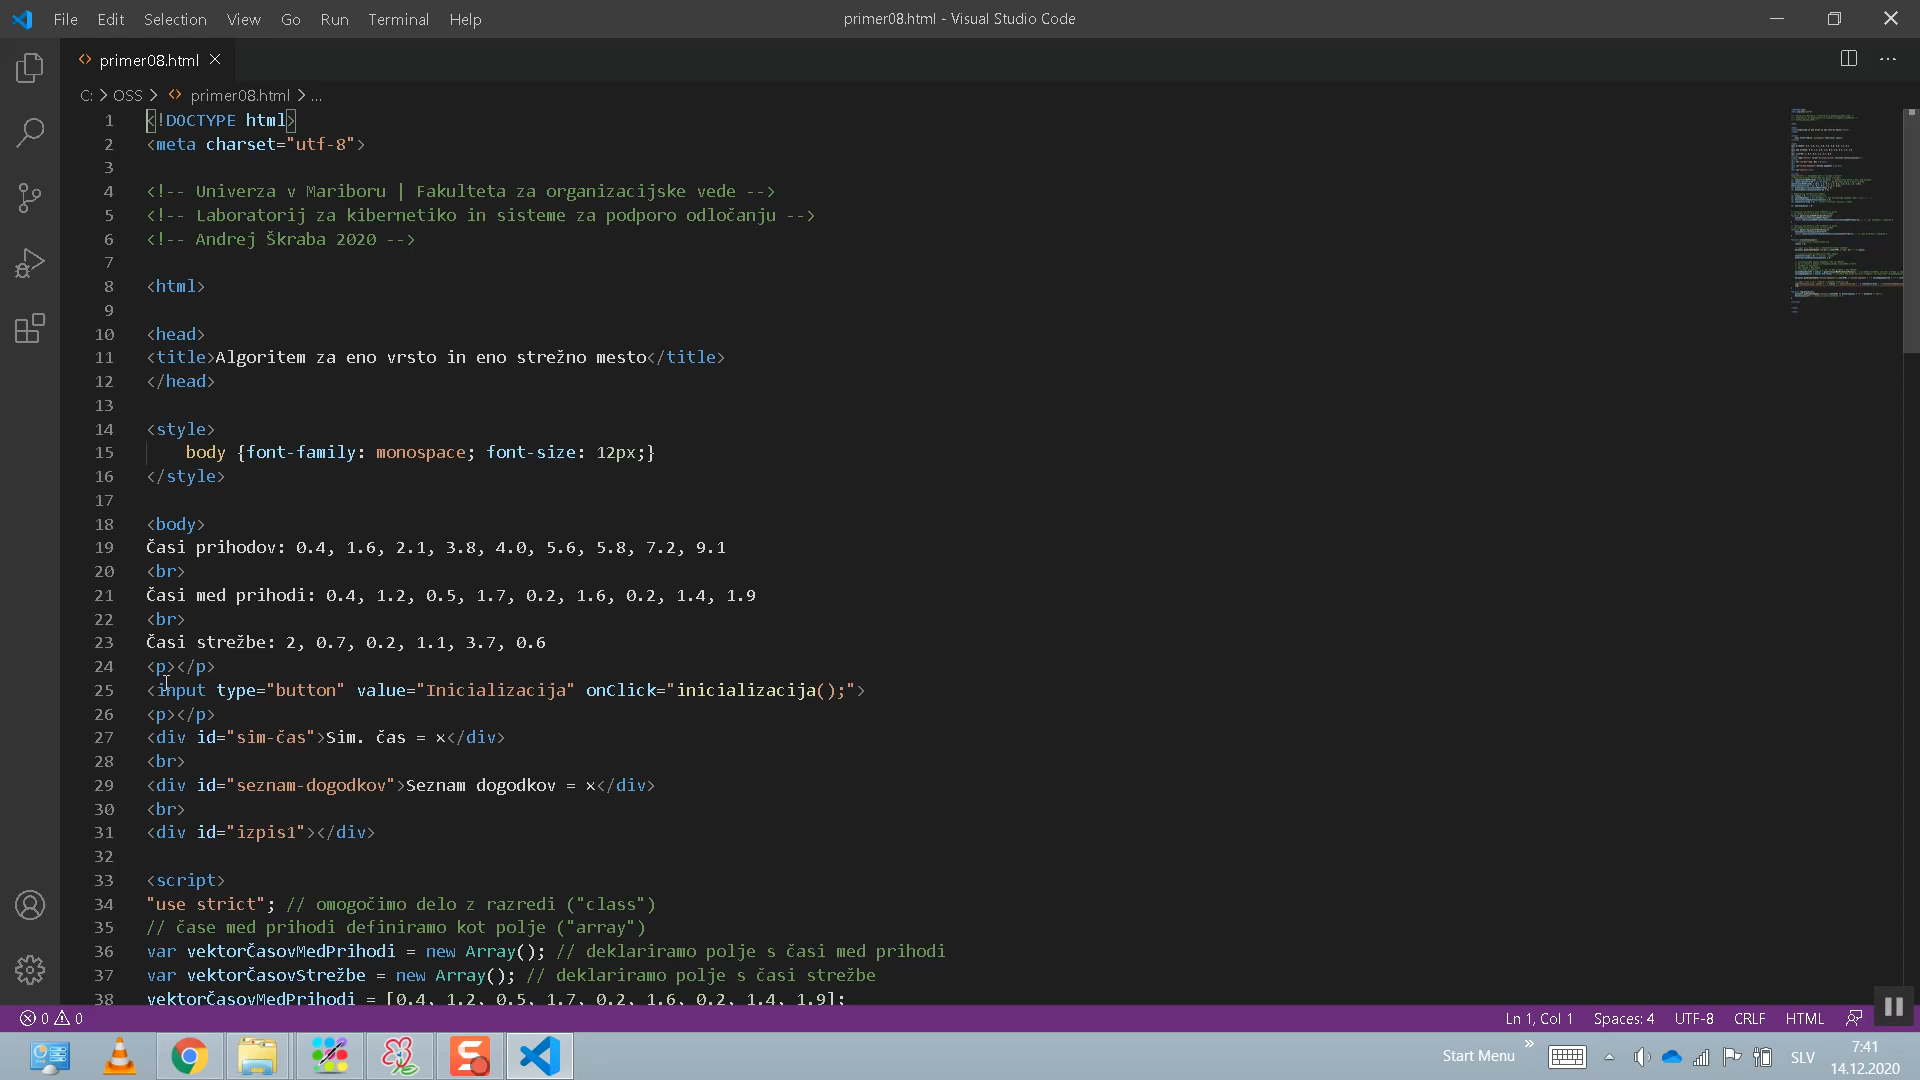 File Edit Selection View Go Run Terminal Help
primer08.html - Visual Studio Code
primer08.html
C: > OSS > primer08.html > ...
1 <!DOCTYPE html>
2 <meta charset="utf-8">
3
4 <!-- Univerza v Mariboru | Fakulteta za organizacijske vede -->
5 <!-- Laboratorij za kibernetiko in sisteme za podporo odločanju -->
6 <!-- Andrej Škraba 2020 -->
7
8 <html>
9
10 <head>
11 <title>Algoritem za eno vrsto in eno strežno mesto</title>
12 </head>
13
14 <style>
15 body {font-family: monospace; font-size: 12px;}
16 </style>
17
18 <body>
19 Časi prihodov: 0.4, 1.6, 2.1, 3.8, 4.0, 5.6, 5.8, 7.2, 9.1
20 <br>
21 Časi med prihodi: 0.4, 1.2, 0.5, 1.7, 0.2, 1.6, 0.2, 1.4, 1.9
22 <br>
23 Časi strežbe: 2, 0.7, 0.2, 1.1, 3.7, 0.6
24 <p></p>
25 <input type="button" value="Inicializacija" onClick="inicializacija();">
26 <p></p>
27 <div id="sim-čas">Sim. čas = ×</div>
28 <br>
29 <div id="seznam-dogodkov">Seznam dogodkov = ×</div>
30 <br>
31 <div id="izpis1"></div>
32
33 <script>
34 "use strict"; // omogočimo delo z razredi ("class")
35 // čase med prihodi definiramo kot polje ("array")
36 var vektorČasovMedPrihodi = new Array(); // deklariramo polje s časi med prihodi
37 var vektorČasovStrežbe = new Array(); // deklariramo polje s časi strežbe
38 vektorČasovMedPrihodi = [0.4, 1.2, 0.5, 1.7, 0.2, 1.6, 0.2, 1.4, 1.9];
0 0
Ln 1, Col 1 Spaces: 4 UTF-8 CRLF HTML
Start Menu
SLV
7:41
14.12.2020